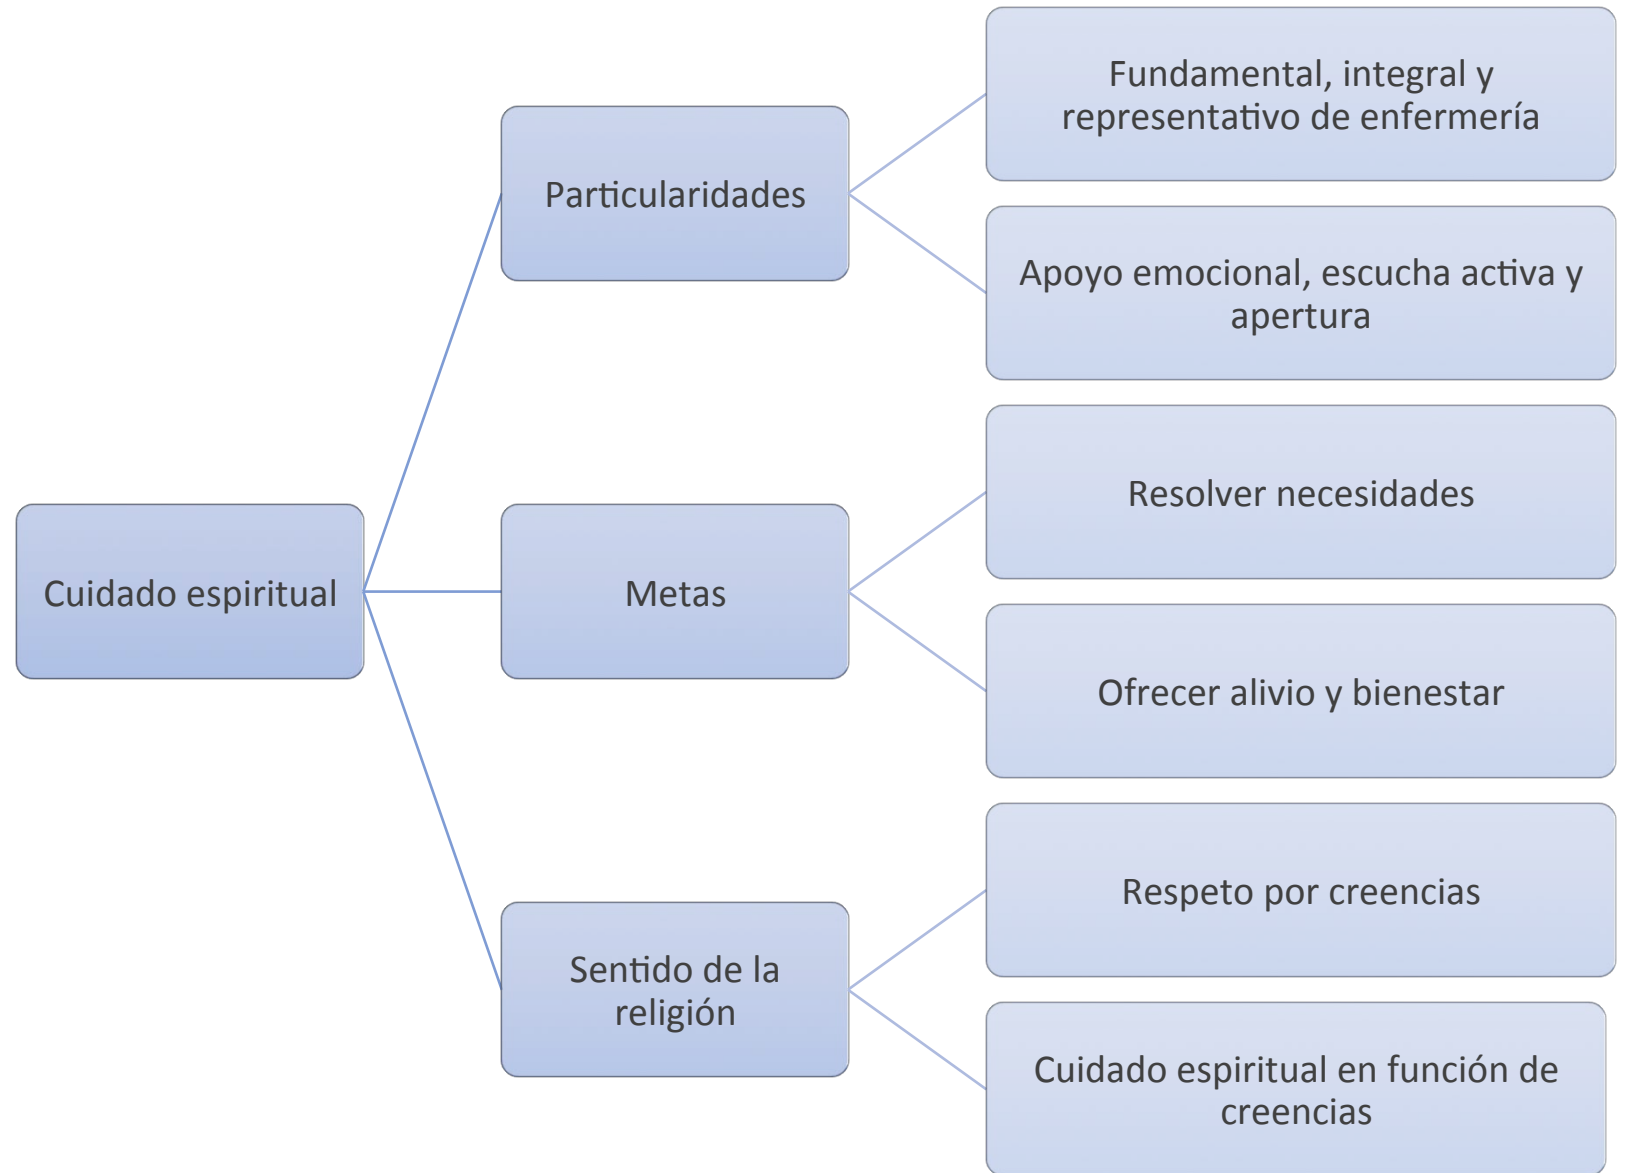 Fundamental, integral y
representativo de enfermería
Particularidades
Apoyo emocional, escucha activa y
apertura
Resolver necesidades
Cuidado espiritual
Metas
Ofrecer alivio y bienestar
Respeto por creencias
Sentido de la
religión
Cuidado espiritual en función de
creencias